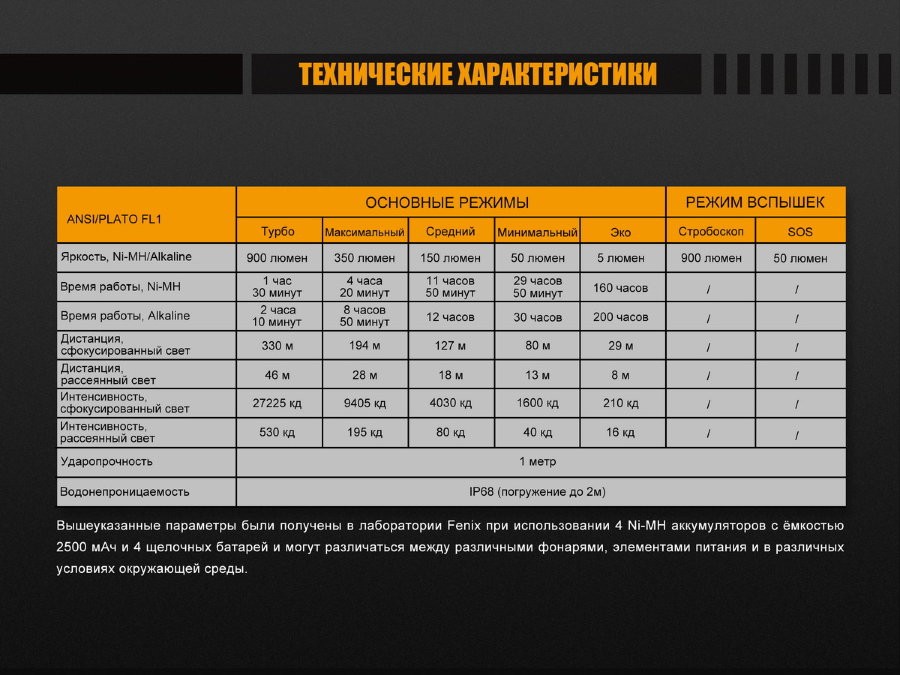 ТЕХНИЧЕСКИЕ ХАРАКТЕРИСТИКИ
ANSI/PLATO FL1
ОСНОВНЫЕ РЕЖИМЫ
РЕЖИМ ВСПЫШЕК
Турбо Максимальный Средний Минимальный Эко Стробоскоп SOS
Яркость, Ni-MH/Alkaline 900 люмен 350 люмен 150 люмен 50 люмен 5 люмен 900 люмен 50 люмен
Время работы, Ni-MH 1 час 4 часа 11 часов 29 часов 160 часов / /
30 минут 20 минут 50 минут 50 минут
Время работы, Alkaline 2 часа 8 часов 12 часов 30 часов 200 часов / /
10 минут 50 минут
Дистанция,
сфокусированный свет 330 м 194 м 127 м 80 м 29 м / /
Дистанция,
рассеянный свет 46 м 28 м 18 м 13 м 8 м / /
Интенсивность,
сфокусированный свет 27225 кд 9405 кд 4030 кд 1600 кд 210 кд / /
Интенсивность,
рассеянный свет 530 кд 195 кд 80 кд 40 кд 16 кд / /
Ударопрочность 1 метр
Водонепроницаемость IP68 (погружение до 2м)
Вышеуказанные параметры были получены в лаборатории Fenix при использовании 4 Ni-MH аккумуляторов с ёмкостью
2500 мАч и 4 щелочных батарей и могут различаться между различными фонарями, элементами питания и в различных
условиях окружающей среды.